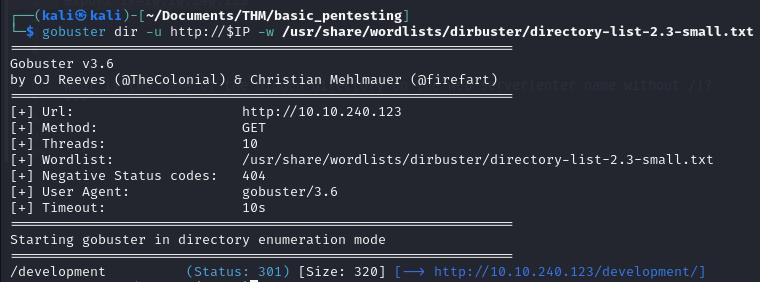 (kali㉿kali)-[~/Documents/THM/basic_pentesting]
$ gobuster dir -u http://$IP -w /usr/share/wordlists/dirbuster/directory-list-2.3-small.txt
Gobuster v3.6
by OJ Reeves (@TheColonial) & Christian Mehlmauer (@firefart)
[+] Url: http://10.10.240.123
[+] Method: GET
[+] Threads: 10
[+] Wordlist: /usr/share/wordlists/dirbuster/directory-list-2.3-small.txt
[+] Negative Status codes: 404
[+] User Agent: gobuster/3.6
[+] Timeout: 10s
Starting gobuster in directory enumeration mode
/development (Status: 301) [Size: 320] [--> http://10.10.240.123/development/]